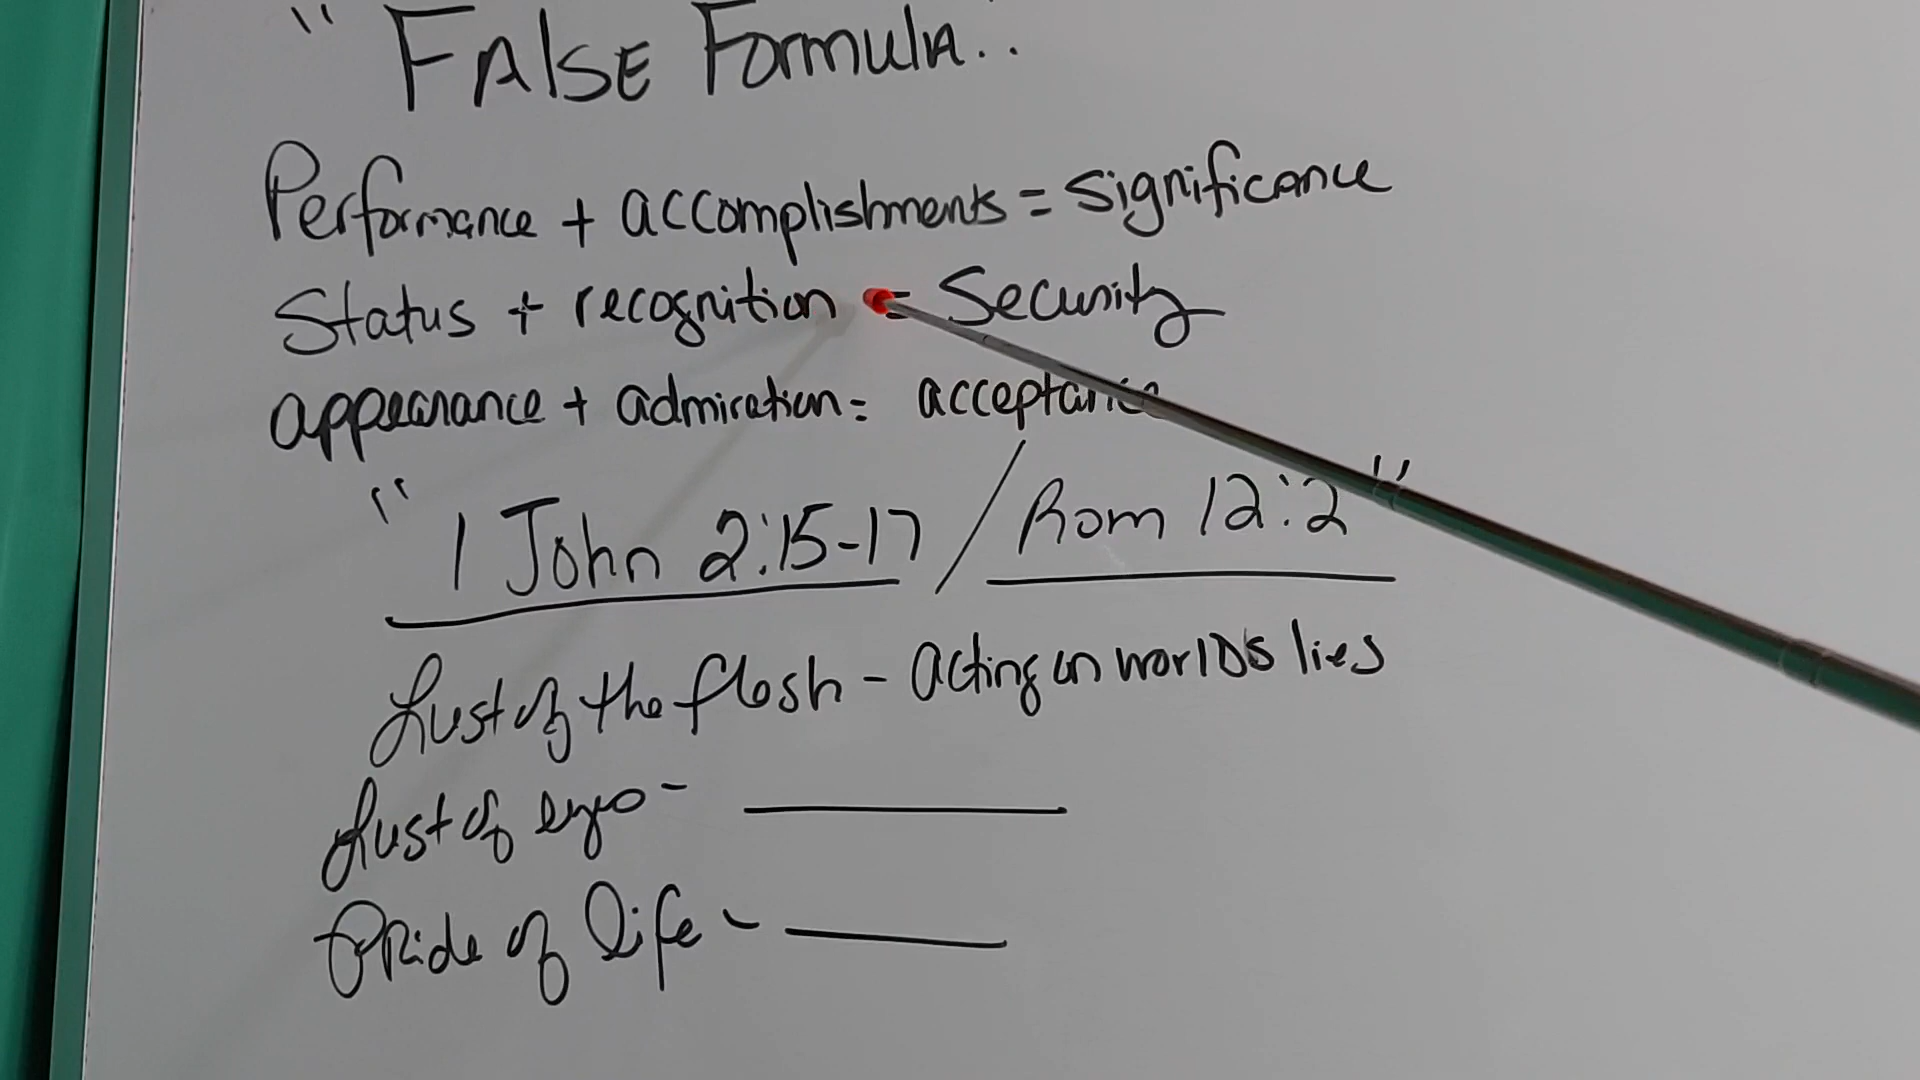 "False Formula"
Performance + accomplishments = significance
Status + recognition = Security
appearance + admiration = acceptance
"1 John 2:15-17 / Rom 12:2"
Lust of the flesh - acting on worlds lies
Lust of eyes -
Pride of life -